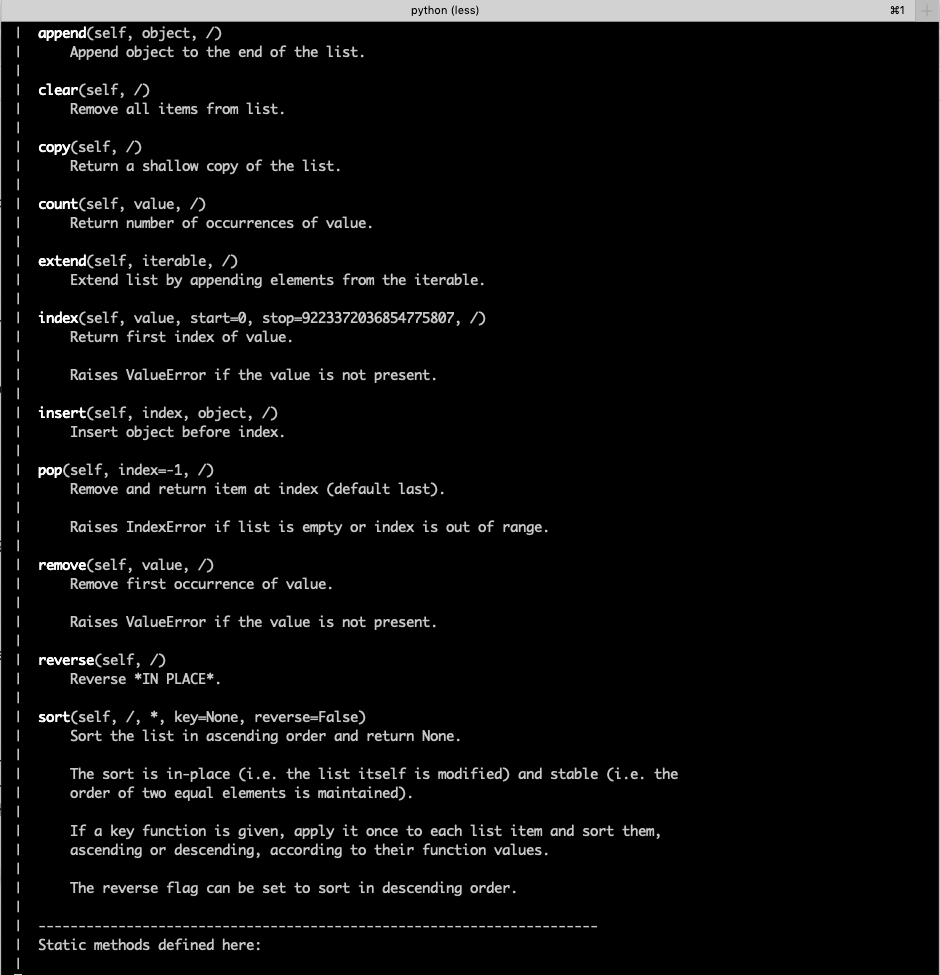 python (less)
⌘1
+
| append(self, object, /)
|     Append object to the end of the list.
|
| clear(self, /)
|     Remove all items from list.
|
| copy(self, /)
|     Return a shallow copy of the list.
|
| count(self, value, /)
|     Return number of occurrences of value.
|
| extend(self, iterable, /)
|     Extend list by appending elements from the iterable.
|
| index(self, value, start=0, stop=9223372036854775807, /)
|     Return first index of value.
|
|     Raises ValueError if the value is not present.
|
| insert(self, index, object, /)
|     Insert object before index.
|
| pop(self, index=-1, /)
|     Remove and return item at index (default last).
|
|     Raises IndexError if list is empty or index is out of range.
|
| remove(self, value, /)
|     Remove first occurrence of value.
|
|     Raises ValueError if the value is not present.
|
| reverse(self, /)
|     Reverse *IN PLACE*.
|
| sort(self, /, *, key=None, reverse=False)
|     Sort the list in ascending order and return None.
|
|     The sort is in-place (i.e. the list itself is modified) and stable (i.e. the
|     order of two equal elements is maintained).
|
|     If a key function is given, apply it once to each list item and sort them,
|     ascending or descending, according to their function values.
|
|     The reverse flag can be set to sort in descending order.
|
| ----------------------------------------------------------------------
| Static methods defined here:
|